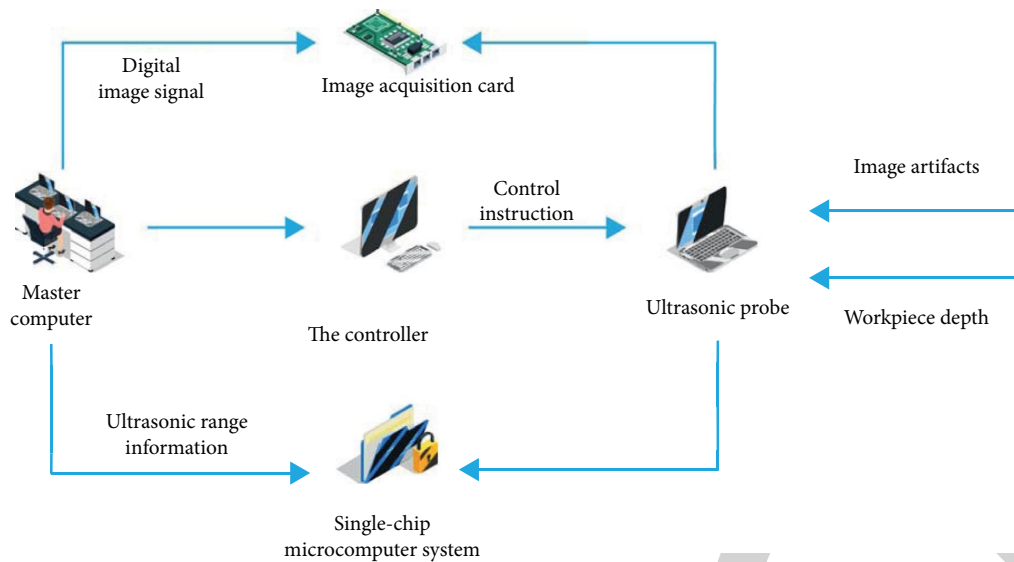 Digital
image signal
Image acquisition card
Image artifacts
Control
instruction
Master
computer
The controller
Ultrasonic probe
Workpiece depth
Ultrasonic range
information
Single-chip
microcomputer system